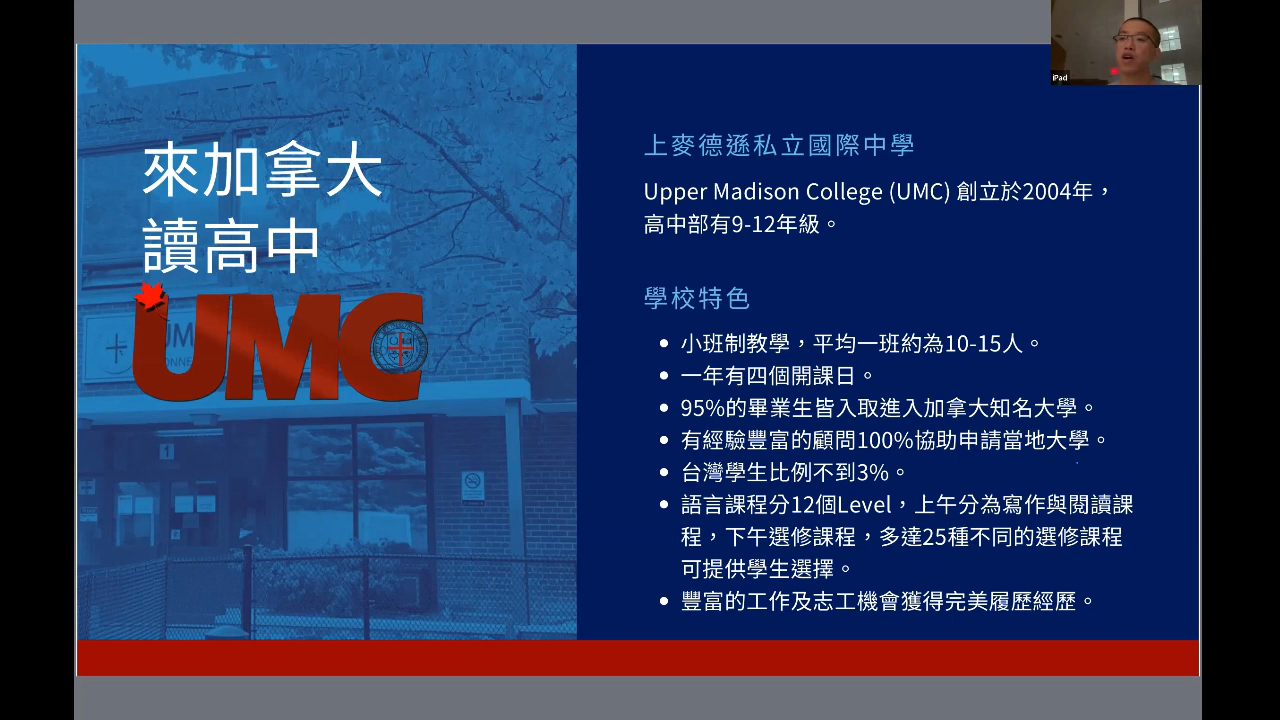 iPad
來加拿大
讀高中
UMC
1
上麥德遜私立國際中學
Upper Madison College (UMC) 創立於2004年，
高中部有9-12年級。
學校特色
小班制教學，平均一班約為10-15人。
一年有四個開課日。
95%的畢業生皆入取進入加拿大知名大學。
有經驗豐富的顧問100%協助申請當地大學。
台灣學生比例不到3%。
語言課程分12個Level，上午分為寫作與閱讀課
程，下午選修課程，多達25種不同的選修課程
可提供學生選擇。
豐富的工作及志工機會獲得完美履歷經歷。